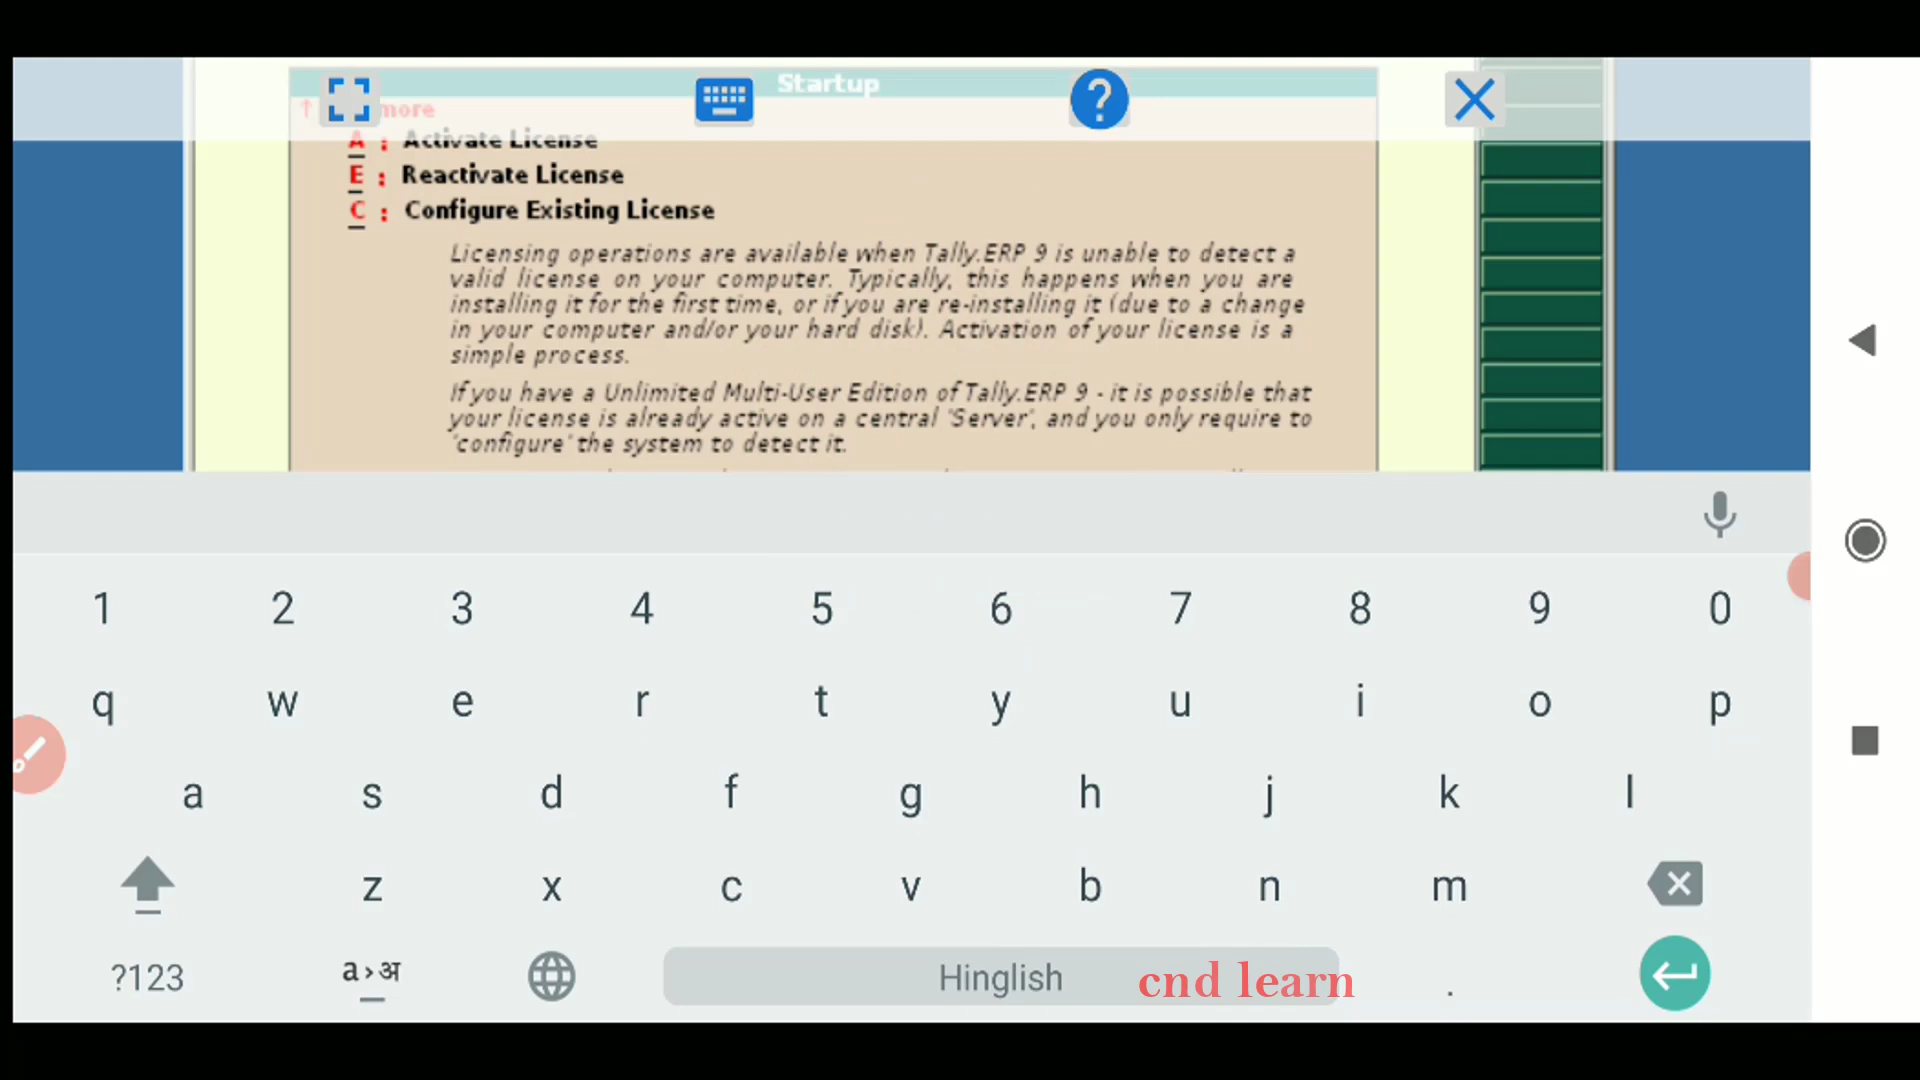 Startup
↑ more
A : Activate License
E : Reactivate License
C : Configure Existing License
Licensing operations are available when Tally.ERP 9 is unable to detect a
valid license on your computer. Typically, this happens when you are
installing it for the first time, or if you are re-installing it (due to a change
in your computer and/or your hard disk). Activation of your license is a
simple process.
If you have a Unlimited Multi-User Edition of Tally.ERP 9 - it is possible that
your license is already active on a central 'Server', and you only require to
'configure' the system to detect it.
1 2 3 4 5 6 7 8 9 0
q w e r t y u i o p
a s d f g h j k l
z x c v b n m
?123 a›अ Hinglish cnd learn .